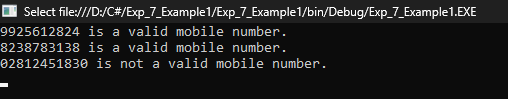 Select file:///D:/C#/Exp_7_Example1/Exp_7_Example1/bin/Debug/Exp_7_Example1.EXE
9925612824 is a valid mobile number.
8238783138 is a valid mobile number.
02812451830 is not a valid mobile number.